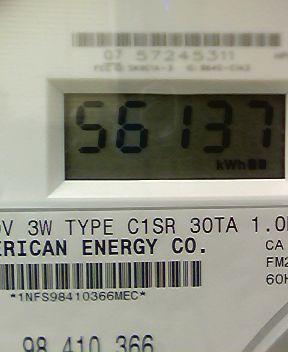 07 57245311
56137
kWh
V 3W TYPE C1SR 30TA 1.0
ERICAN ENERGY CO.
CA
FM2
60H
*1NFS98410366MEC*
98 410 366